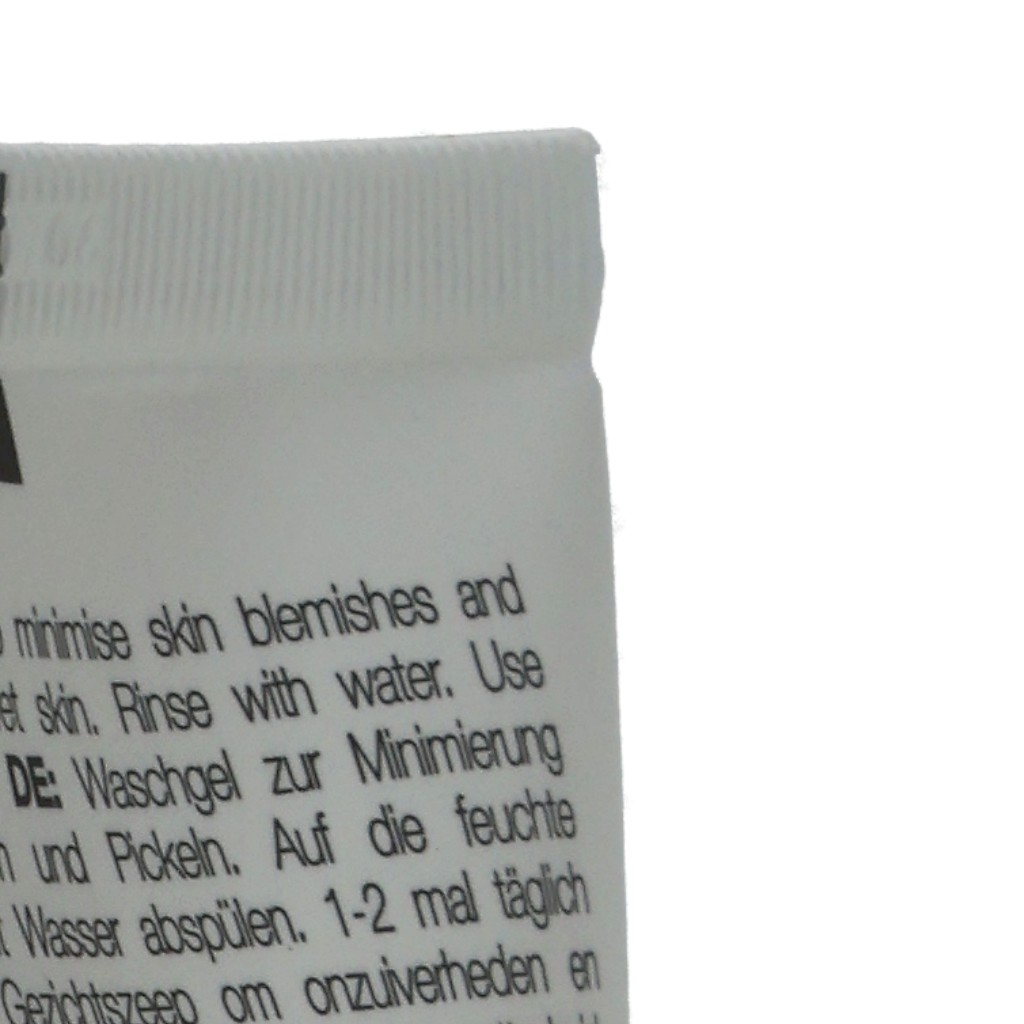 minimise skin blemishes and
skin. Rinse with water. Use
DE: Waschgel zur Minimierung
und Pickeln. Auf die feuchte
Wasser abspülen. 1-2 mal täglich
Gezichtszeep om onzuiverheden en